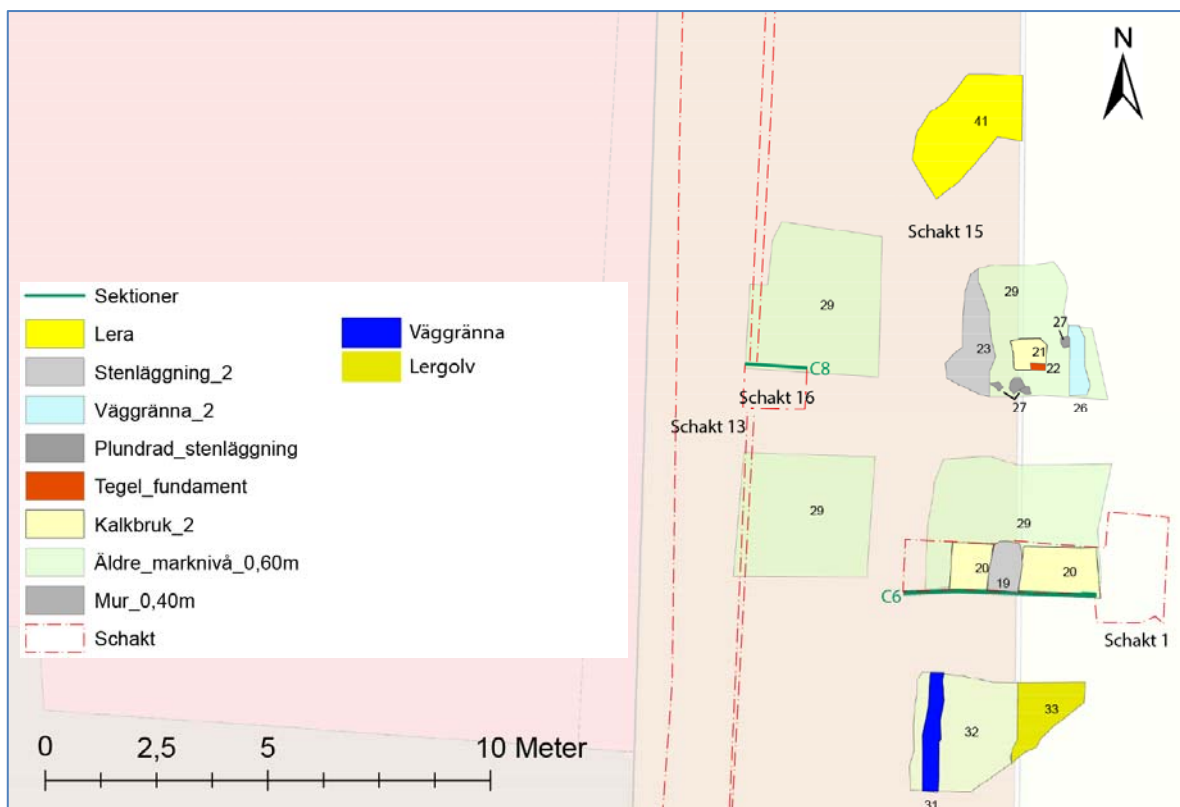 N
41
Schakt 15
29
29
27
23
21
22
27
26
C8
Schakt 16
Schakt 13
29
29
20
19
20
C6
Schakt 1
32
33
31
Sektioner
Lera
Stenläggning_2
Väggränna_2
Plundrad_stenläggning
Tegel_fundament
Kalkbruk_2
Äldre_marknivå_0,60m
Mur_0,40m
Schakt
Väggränna
Lergolv
0 2,5 5 10 Meter